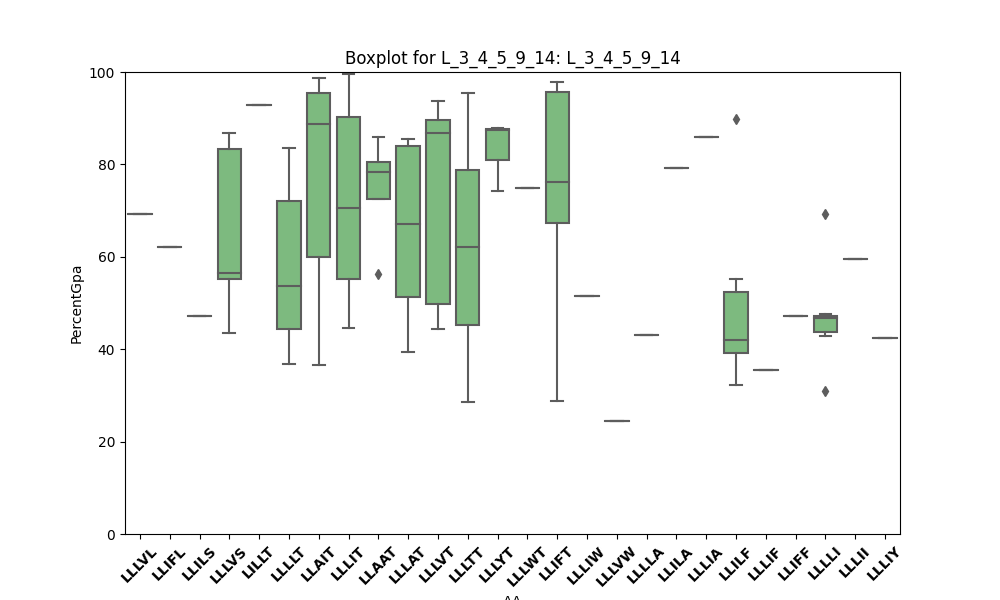 Boxplot for L_3_4_5_9_14: L_3_4_5_9_14
PercentGpa
100
80
60
40
20
0
LLLVL LLIFL LLILS LLLVS LILLT LLLLT LLAIT LLLIT LLAAT LLLAT LLLVT LLLTT LLLYT LLLWT LLIFT LLLIW LLLVW LLLLA LLILA LLLIA LLILF LLLIF LLIFF LLLLI LLLII LLLIY
AA